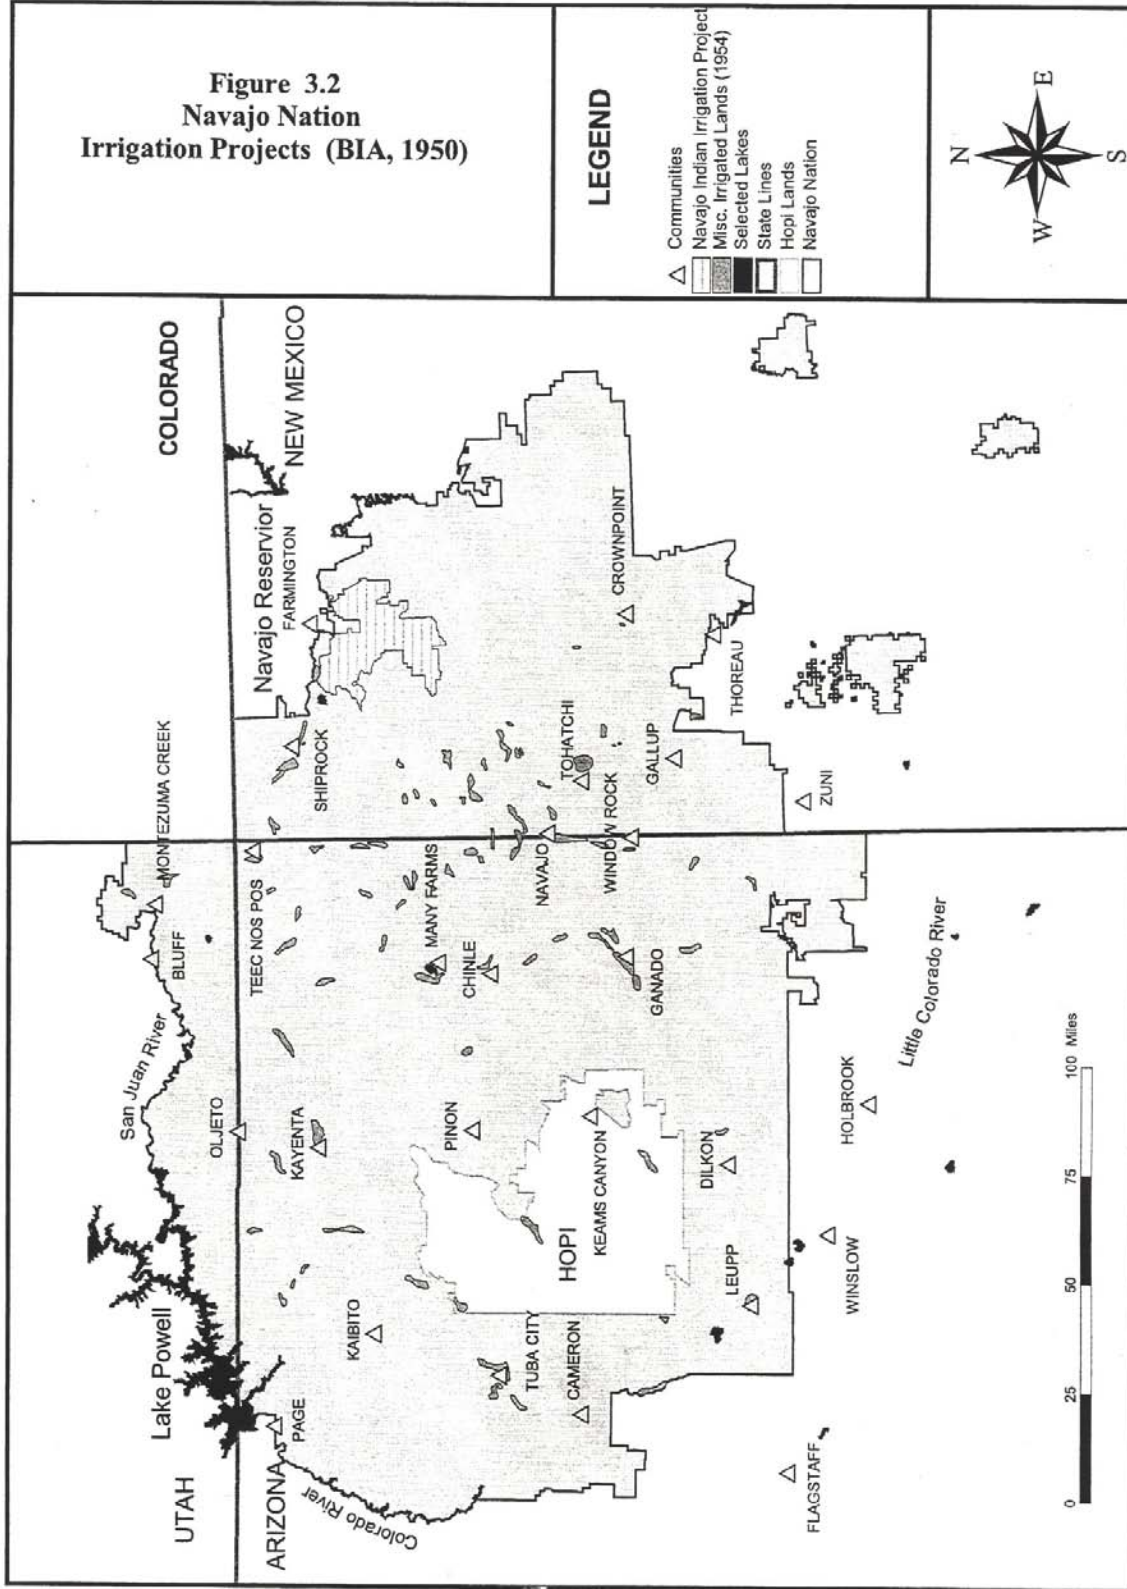 Figure 3.2
Navajo Nation
Irrigation Projects (BIA, 1950)
LEGEND
Communities
Navajo Indian Irrigation Project
Misc. Irrigated Lands (1954)
Selected Lakes
State Lines
Hopi Lands
Navajo Nation
N
E
S
W
UTAH
COLORADO
ARIZONA
NEW MEXICO
Lake Powell
San Juan River
Colorado River
Navajo Reservior
Little Colorado River
MONTEZUMA CREEK
BLUFF
OLJETO
TEEC NOS POS
PAGE
KAYENTA
KAIBITO
SHIPROCK
FARMINGTON
MANY FARMS
CHINLE
PINON
TUBA CITY
CAMERON
HOPI
KEAMS CANYON
NAVAJO
TOHATCHI
CROWNPOINT
WINDOW ROCK
GALLUP
THOREAU
GANADO
DILKON
LEUPP
ZUNI
HOLBROOK
WINSLOW
FLAGSTAFF
0
25
50
75
100 Miles